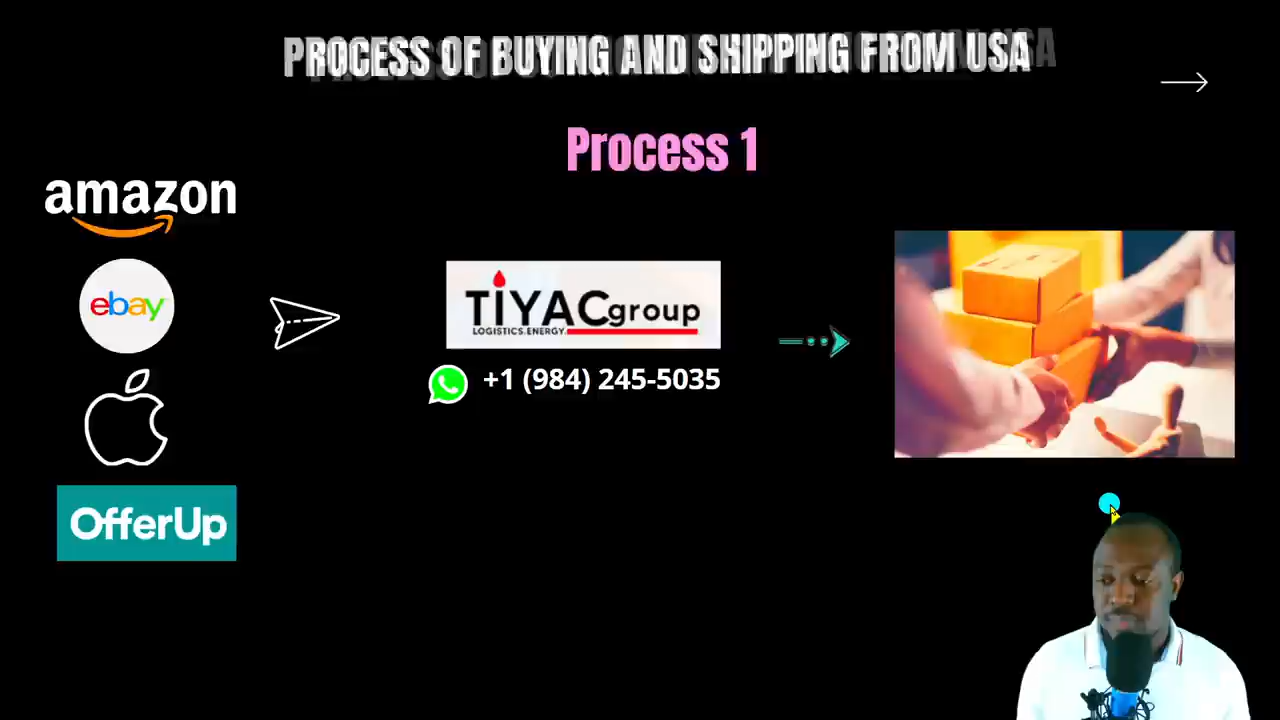 PROCESS OF BUYING AND SHIPPING FROM USA
Process 1
amazon
ebay
TiYACgroup
LOGISTICS.ENERGY.
+1 (984) 245-5035
OfferUp